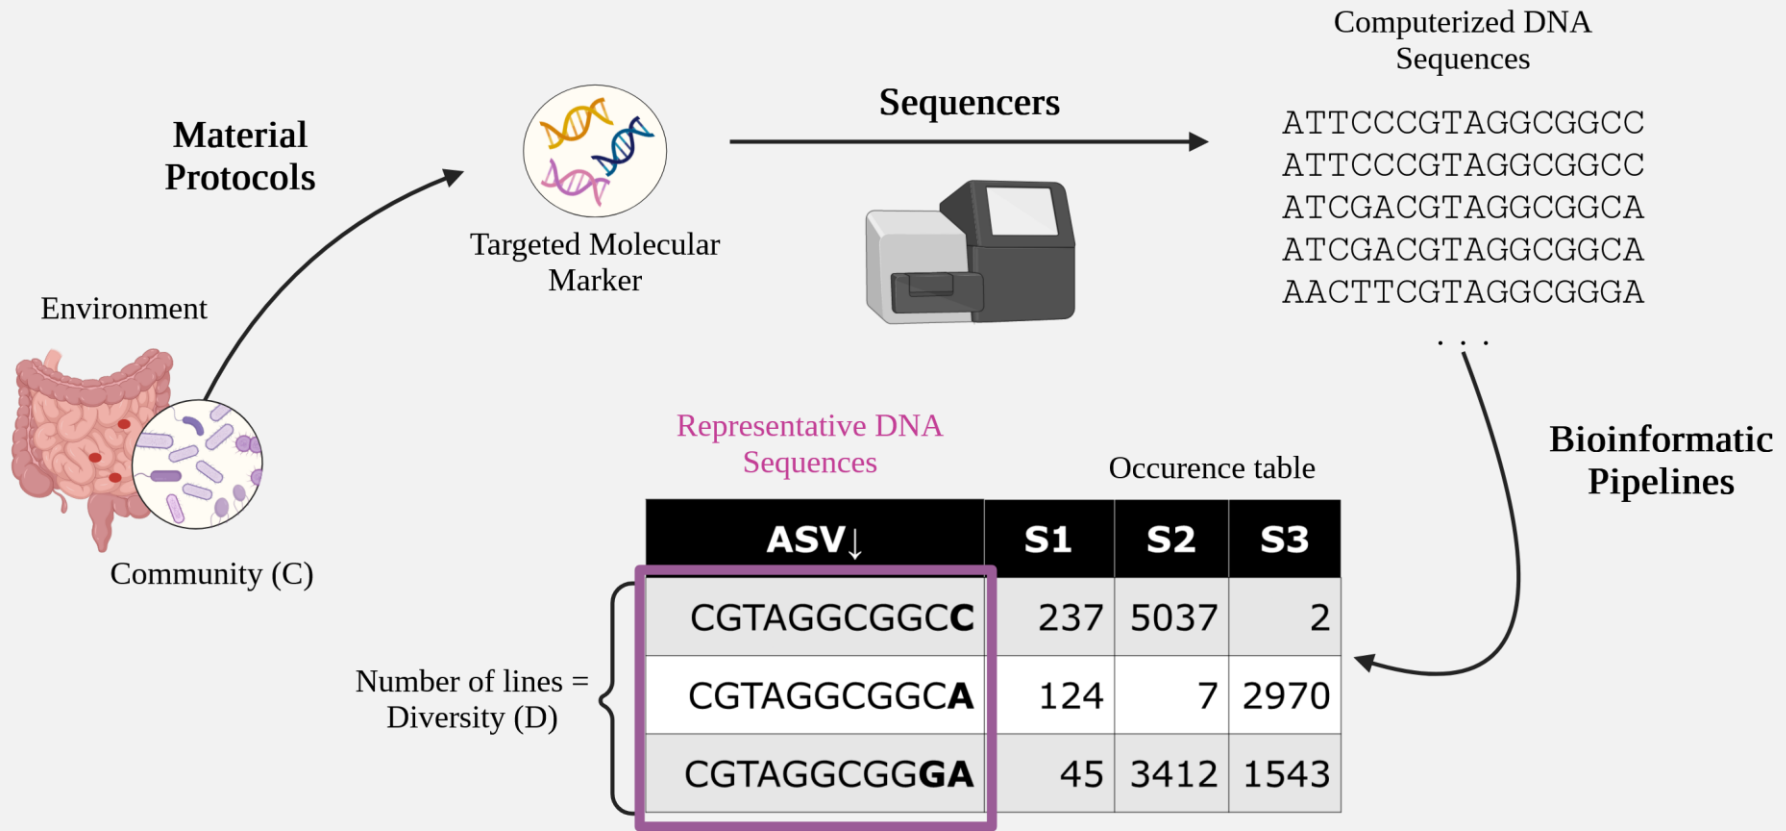 Material
Protocols
Environment
Community (C)
Targeted Molecular
Marker
Sequencers
Computerized DNA
Sequences
ATTCCCGTAGGCGGCC
ATTCCCGTAGGCGGCC
ATCGACGTAGGCGGCA
ATCGACGTAGGCGGCA
AACTTCGTAGGCGGGA
. . .
Bioinformatic
Pipelines
Representative DNA
Sequences
Occurence table
ASV↓ S1 S2 S3
CGTAGGCGGCC 237 5037 2
CGTAGGCGGCA 124 7 2970
CGTAGGCGGGA 45 3412 1543
Number of lines =
Diversity (D)